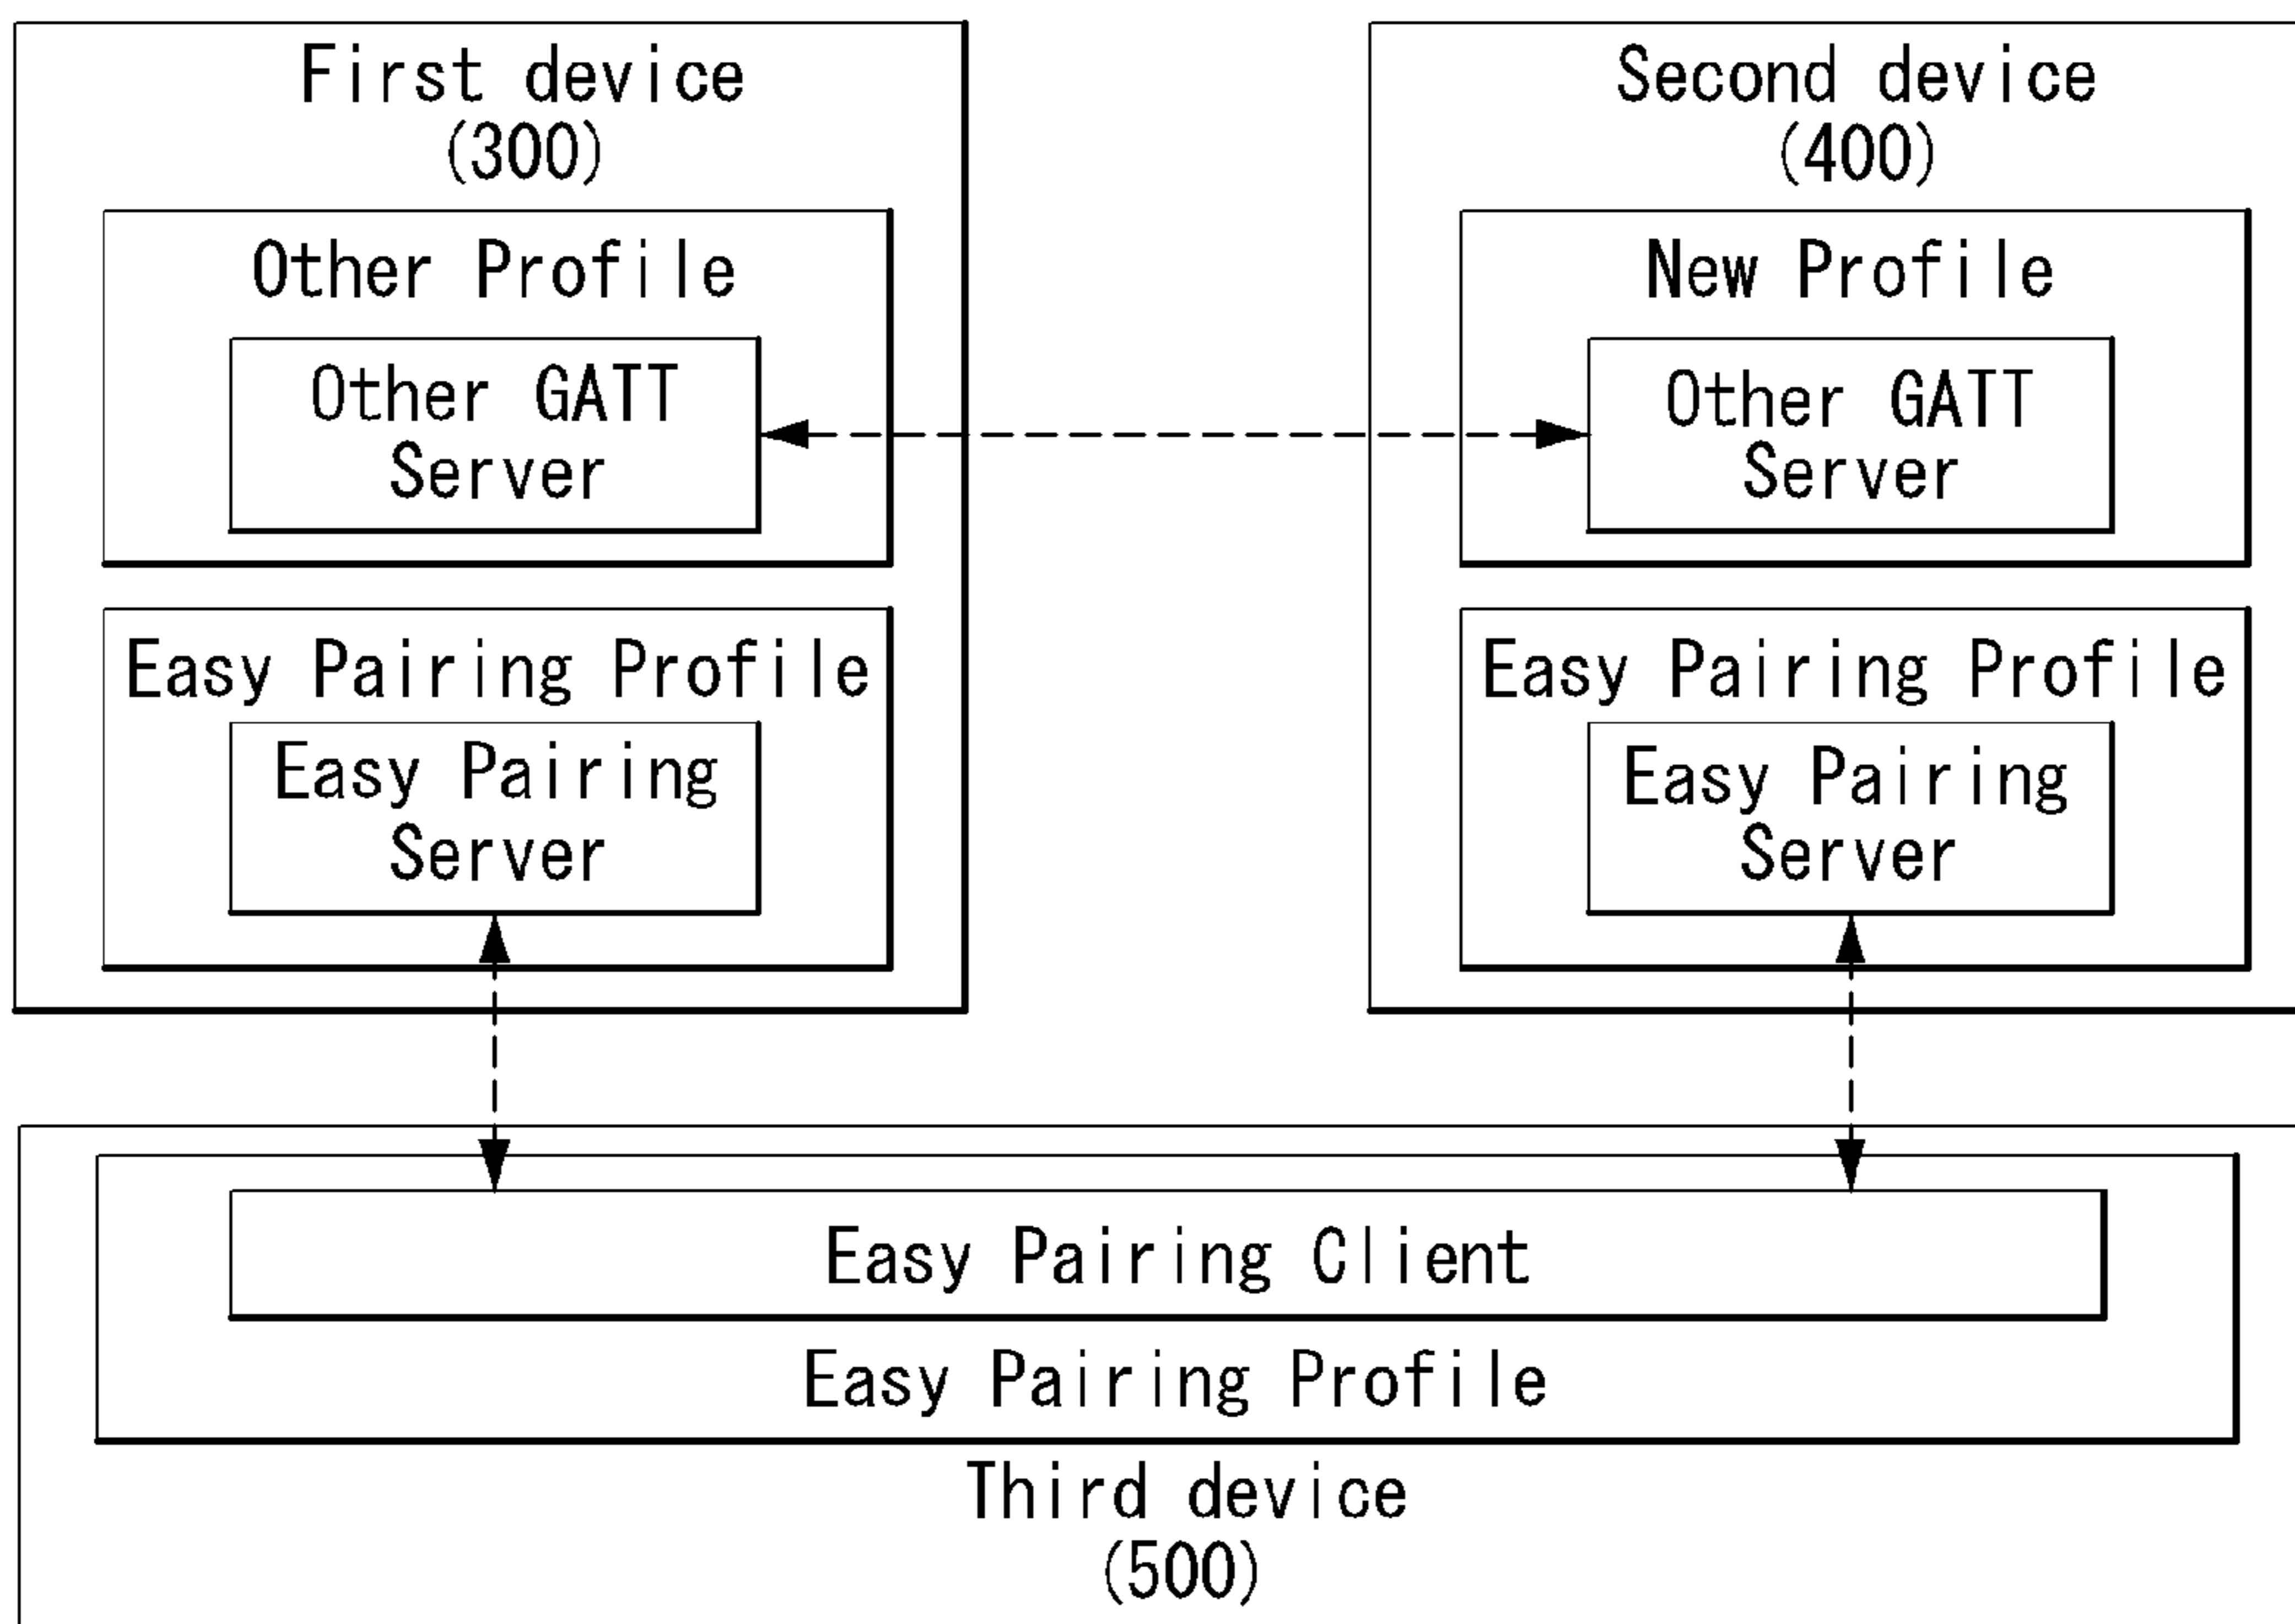 First device
(300)
Other Profile
Other GATT
Server
Easy Pairing Profile
Easy Pairing
Server
Second device
(400)
New Profile
Other GATT
Server
Easy Pairing Profile
Easy Pairing
Server
Easy Pairing Client
Easy Pairing Profile
Third device
(500)